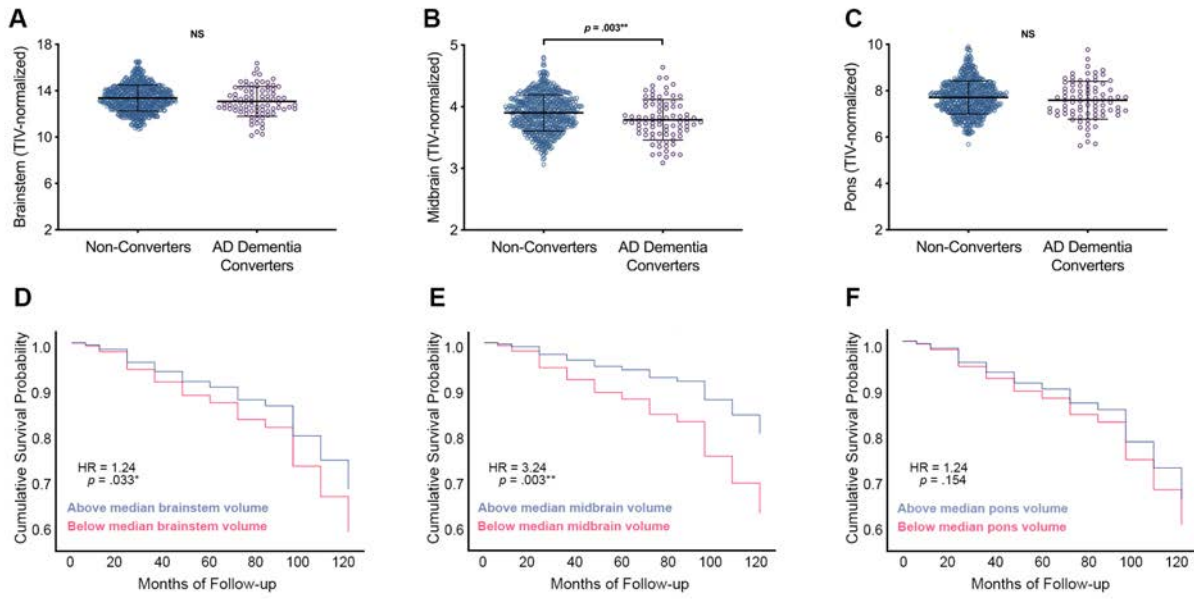 A
NS
Brainstem (TIV-normalized)
18
14
10
6
2
Non-Converters
AD Dementia
Converters
B
p = .003**
Midbrain (TIV-normalized)
5
4
3
2
Non-Converters
AD Dementia
Converters
C
NS
Pons (TIV-normalized)
10
8
6
4
2
Non-Converters
AD Dementia
Converters
D
Cumulative Survival Probability
1.0
0.9
0.8
0.7
0.6
HR = 1.24
p = .033*
Above median brainstem volume
Below median brainstem volume
0 20 40 60 80 100 120
Months of Follow-up
E
Cumulative Survival Probability
1.0
0.9
0.8
0.7
0.6
HR = 3.24
p = .003**
Above median midbrain volume
Below median midbrain volume
0 20 40 60 80 100 120
Months of Follow-up
F
Cumulative Survival Probability
1.0
0.9
0.8
0.7
0.6
HR = 1.24
p = .154
Above median pons volume
Below median pons volume
0 20 40 60 80 100 120
Months of Follow-up